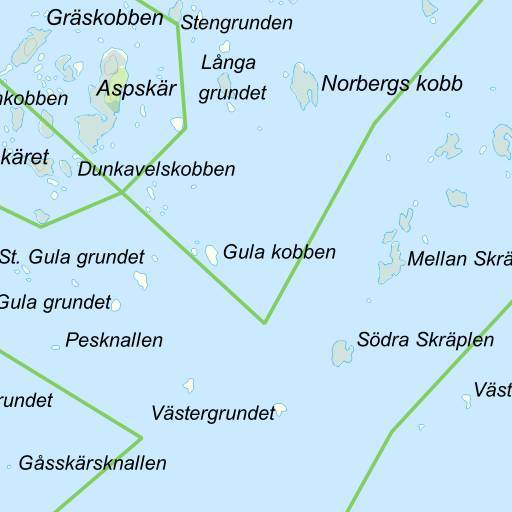 Gräskobben
Stengrunden
Långa
grundet
Aspskär
Norbergs kobb
nkobben
käret
Dunkavelskobben
St. Gula grundet
Gula kobben
Mellan Skrä
Gula grundet
Pesknallen
Södra Skräplen
Väst
rundet
Västergrundet
Gåsskärsknallen